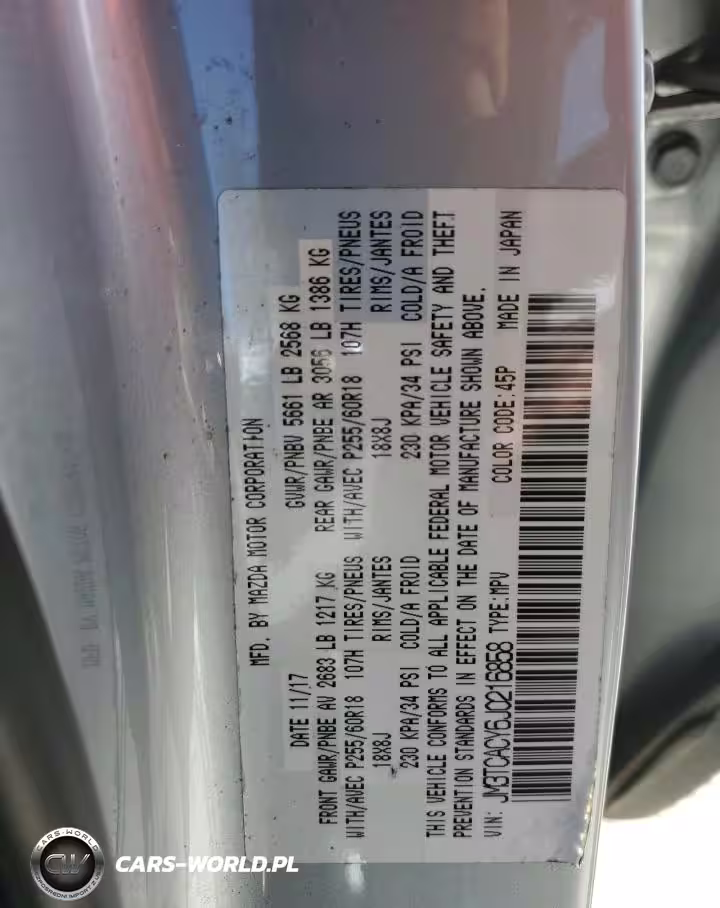 MFD. BY MAZDA MOTOR CORPORATION
DATE 11/17 GVWR/PNBV 5661 LB 2568 KG
FRONT GAWR/PNBE AV 2683 LB 1217 KG REAR GAWR/PNBE AR 3056 LB 1386 KG
WITH/AVEC P255/60R18 107H TIRES/PNEUS WITH/AVEC P255/60R18 107H TIRES/PNEUS
18X8J RIMS/JANTES 18X8J RIMS/JANTES
230 KPA/34 PSI COLD/A FROID 230 KPA/34 PSI COLD/A FROID
THIS VEHICLE CONFORMS TO ALL APPLICABLE FEDERAL MOTOR VEHICLE SAFETY AND THEFT
PREVENTION STANDARDS IN EFFECT ON THE DATE OF MANUFACTURE SHOWN ABOVE.
VIN: JM3TCACY6J0216858 TYPE:MPV COLOR CODE:45P MADE IN JAPAN
CARS-WORLD
CW
CARS-WORLD.PL